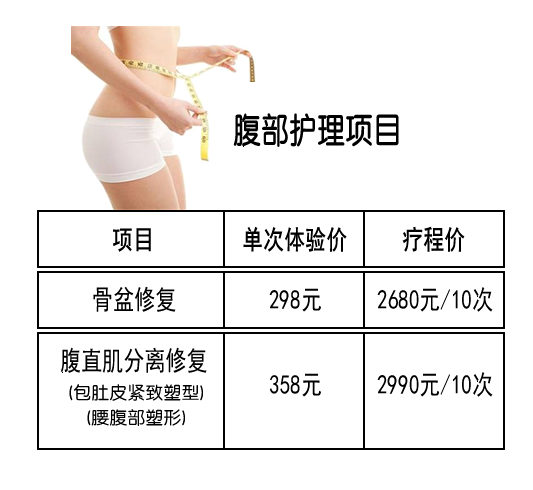 腹部护理项目
项目 单次体验价 疗程价
骨盆修复 298元 2680元/10次
腹直肌分离修复
(包肚皮紧致塑型)
(腰腹部塑形)
358元 2990元/10次